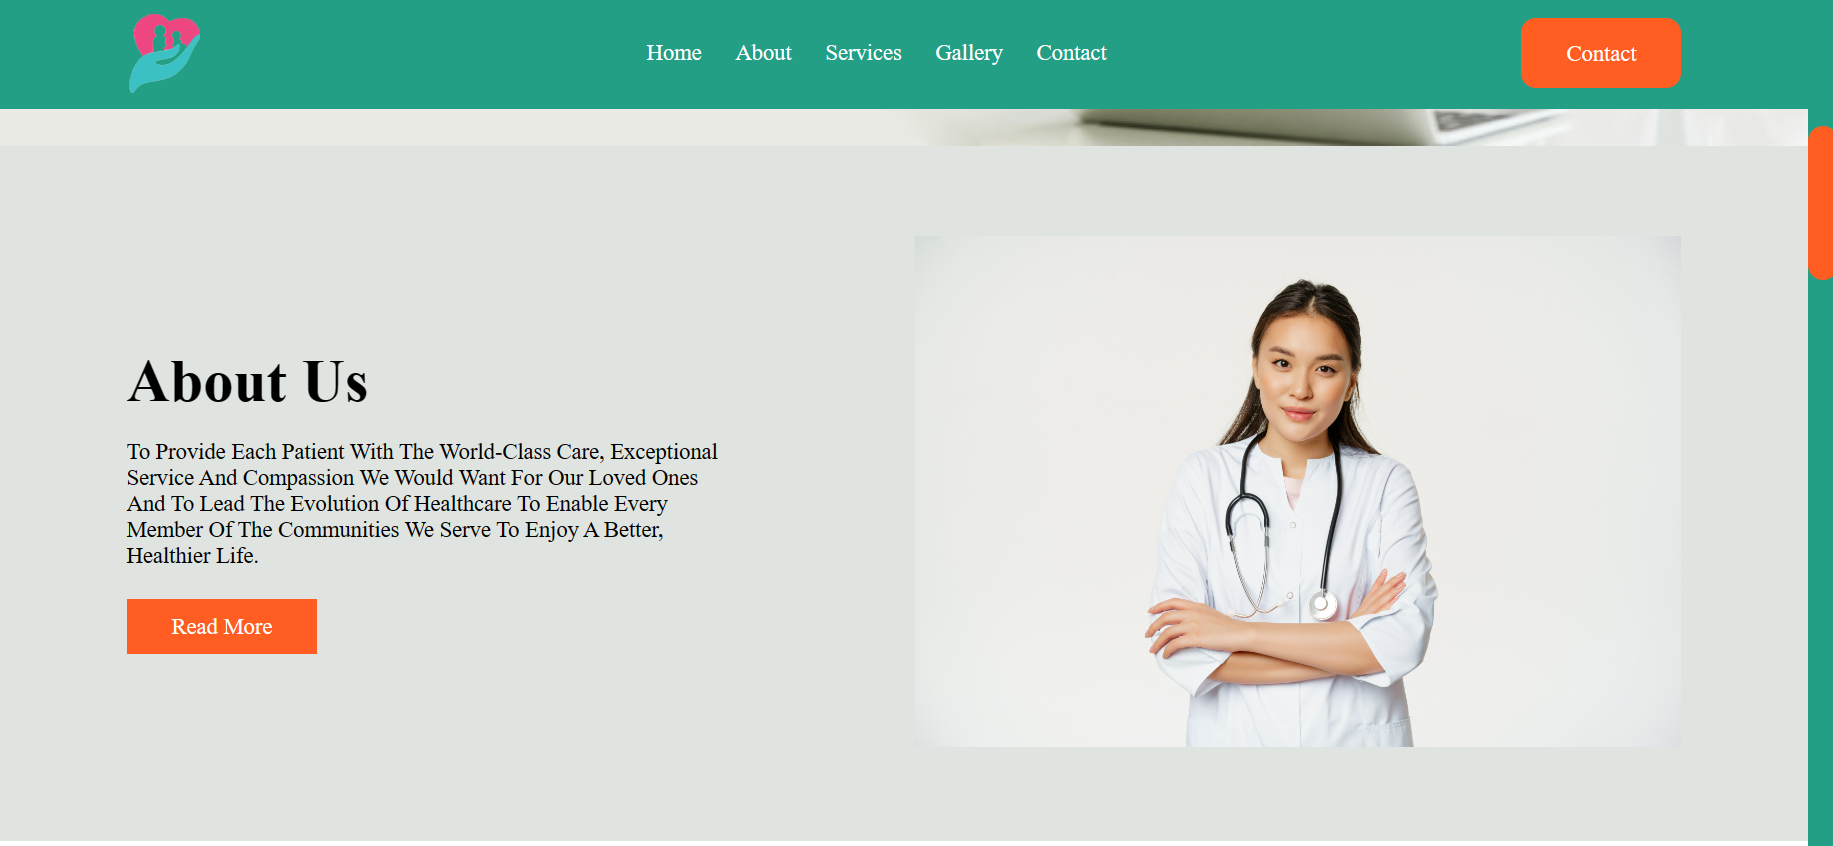 Home About Services Gallery Contact
Contact
About Us
To Provide Each Patient With The World-Class Care, Exceptional
Service And Compassion We Would Want For Our Loved Ones
And To Lead The Evolution Of Healthcare To Enable Every
Member Of The Communities We Serve To Enjoy A Better,
Healthier Life.
Read More